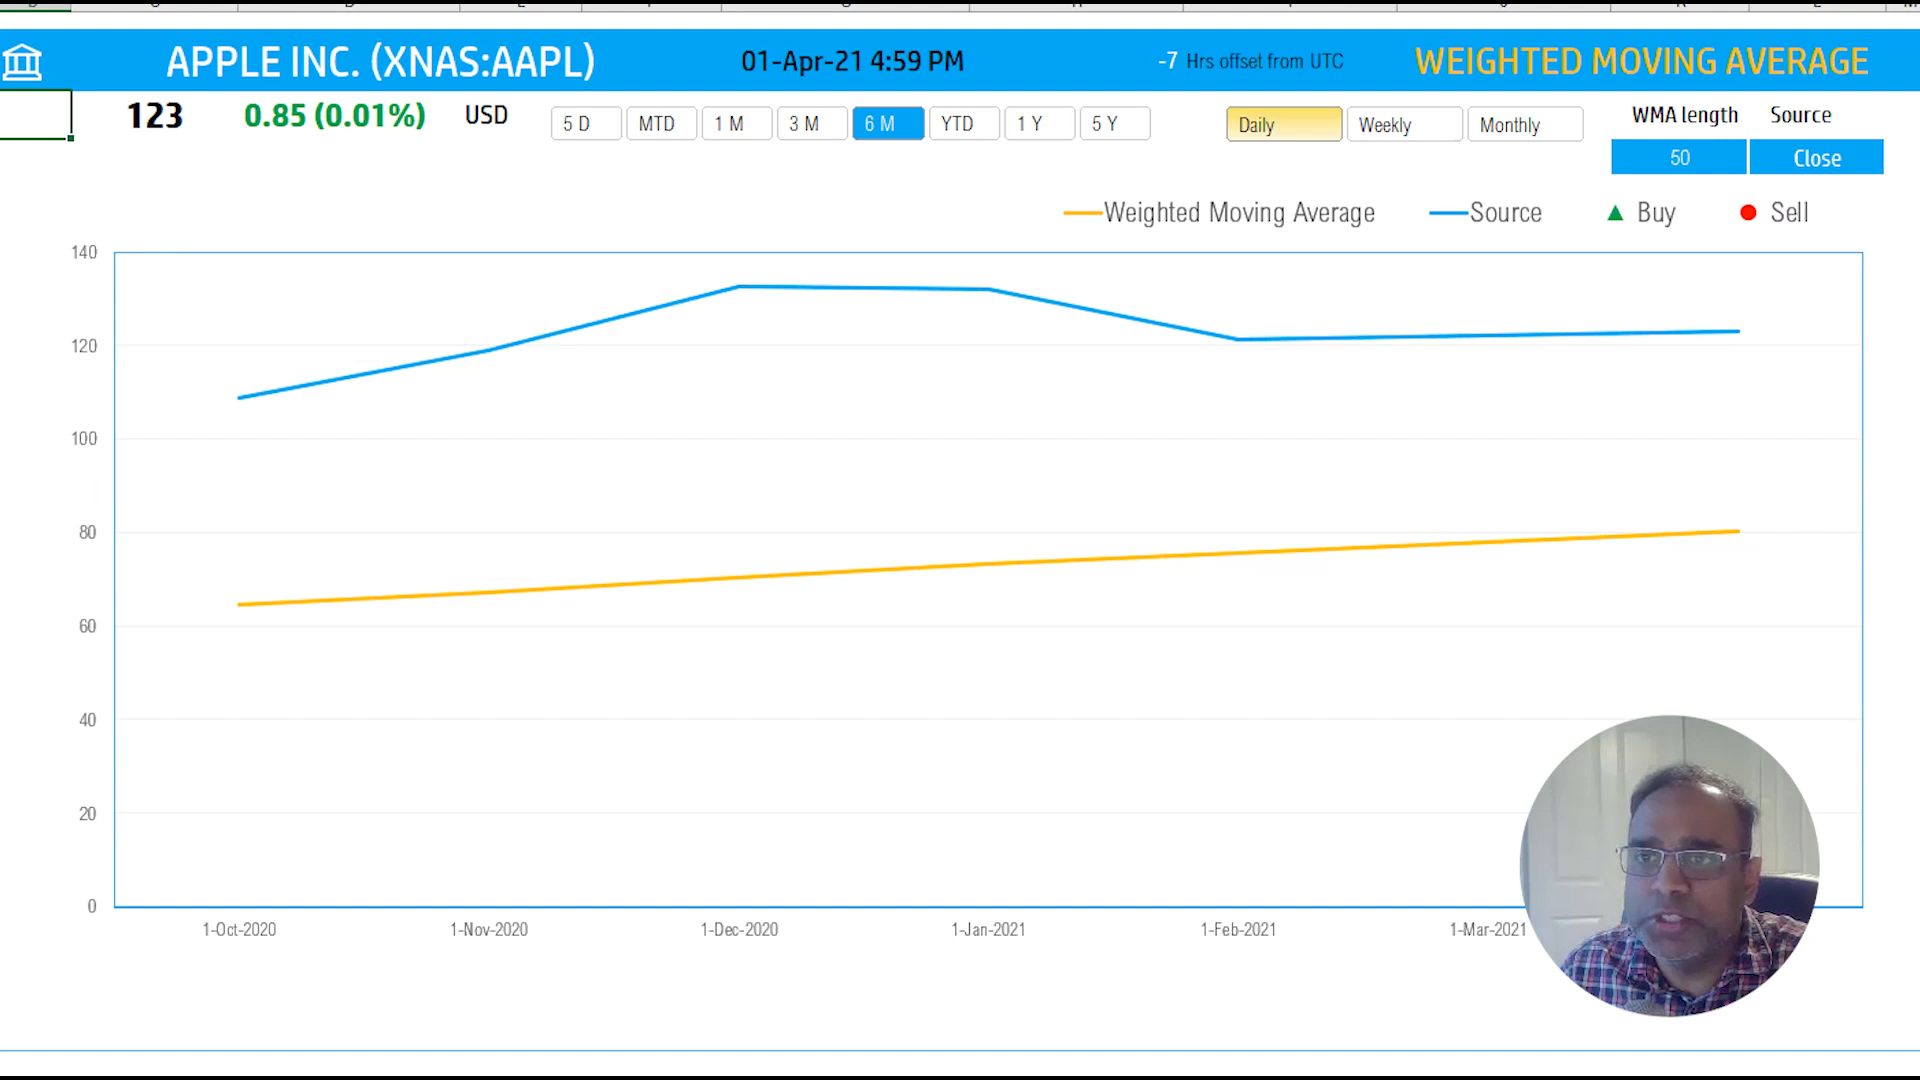 APPLE INC. (XNAS:AAPL) 01-Apr-21 4:59 PM -7 Hrs offset from UTC WEIGHTED MOVING AVERAGE
123 0.85 (0.01%) USD 5 D MTD 1 M 3 M 6 M YTD 1 Y 5 Y Daily Weekly Monthly WMA length Source
50 Close
Weighted Moving Average Source Buy Sell
140
120
100
80
60
40
20
0
1-Oct-2020 1-Nov-2020 1-Dec-2020 1-Jan-2021 1-Feb-2021 1-Mar-2021